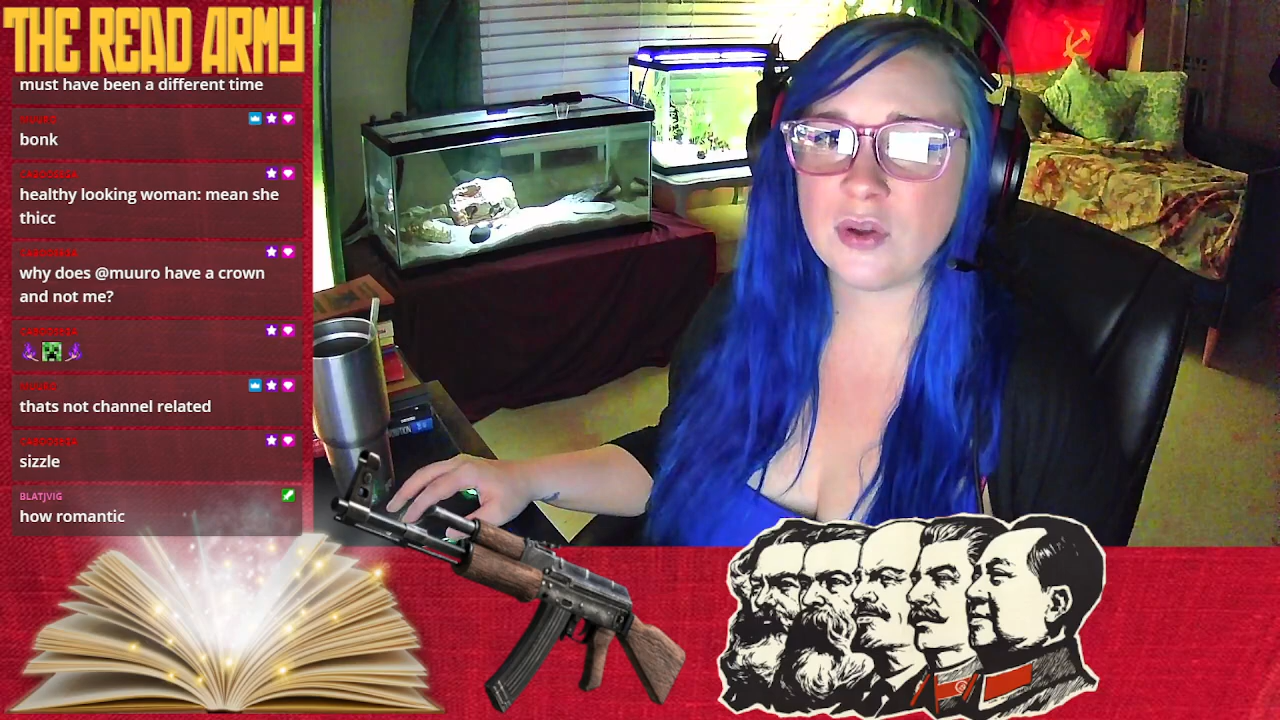 THE READ ARMY
must have been a different time
bonk
healthy looking woman: mean she
thicc
why does @muuro have a crown
and not me?
thats not channel related
sizzle
BLATJVIG
how romantic